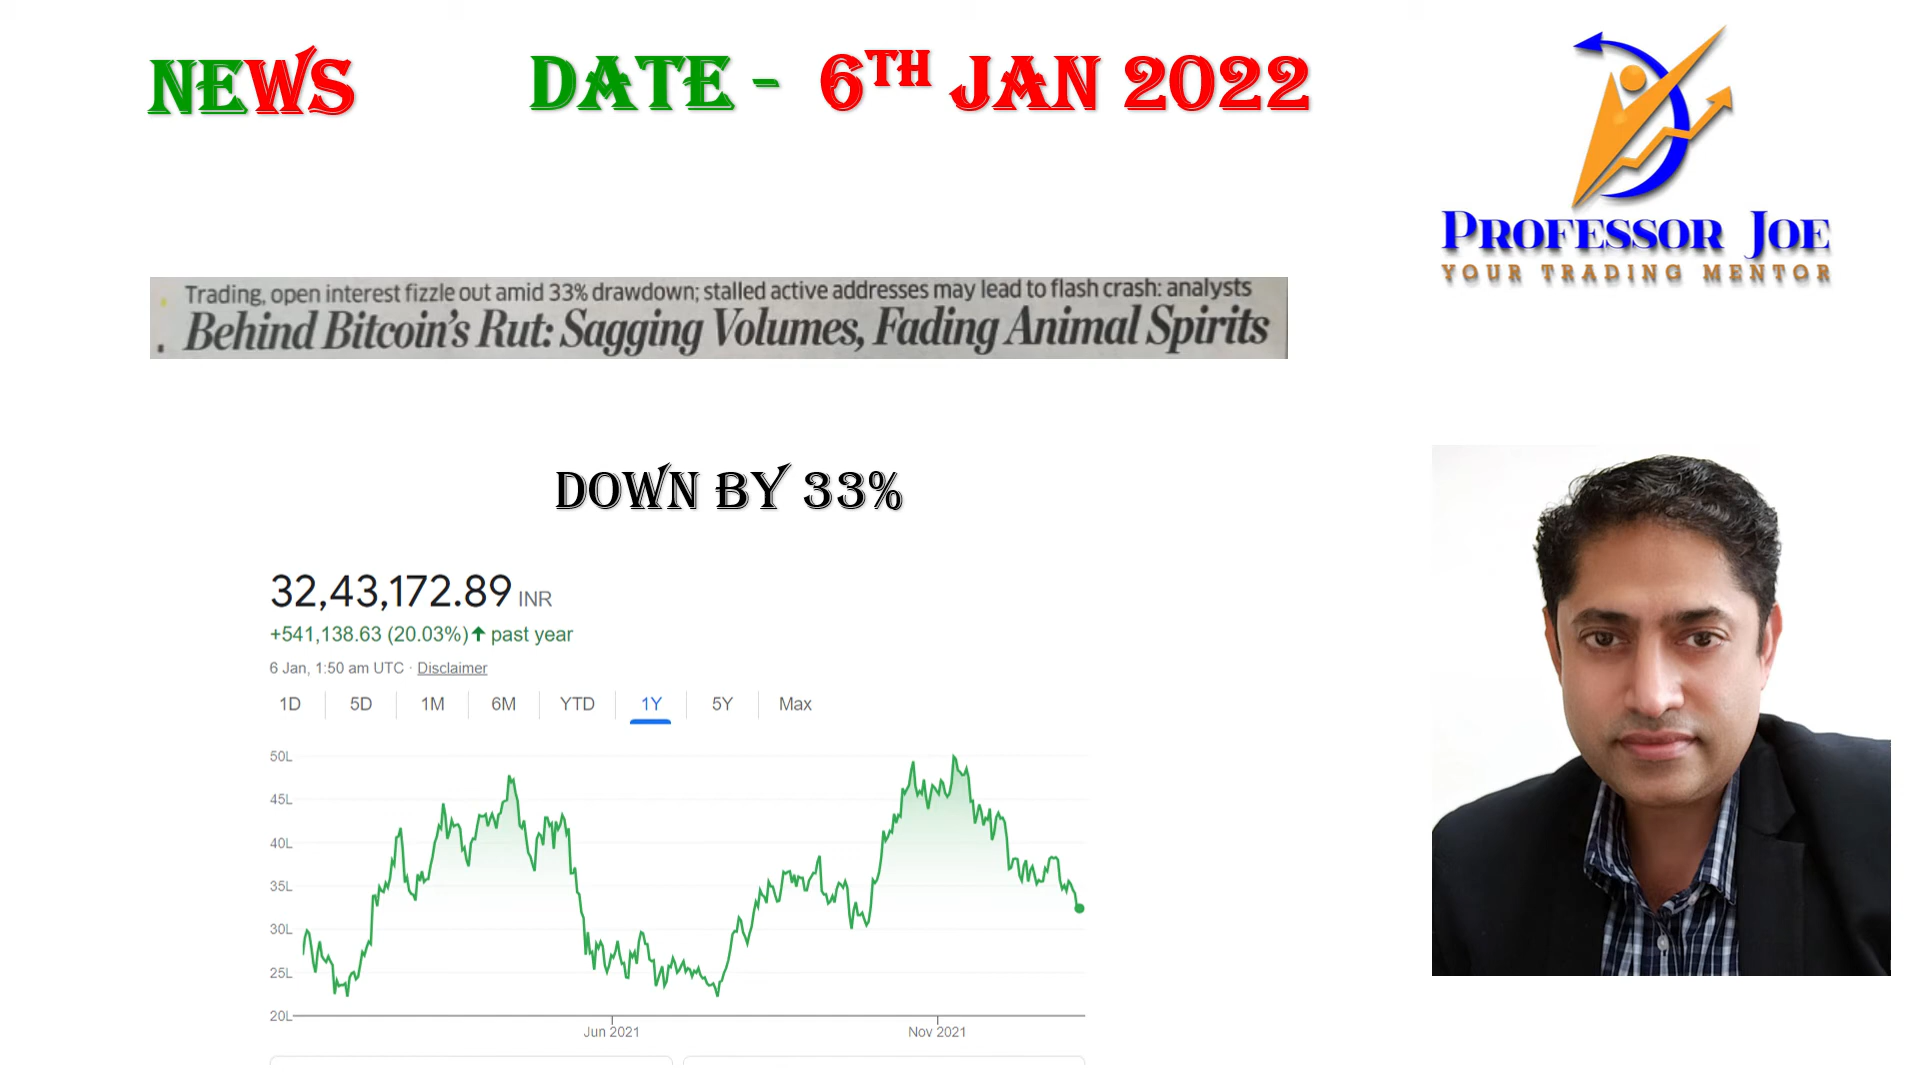 NEWS
DATE - 6TH JAN 2022
PROFESSOR JOE
YOUR TRADING MENTOR
Trading, open interest fizzle out amid 33% drawdown; stalled active addresses may lead to flash crash: analysts
Behind Bitcoin's Rut: Sagging Volumes, Fading Animal Spirits
DOWN BY 33%
32,43,172.89 INR
+541,138.63 (20.03%) ↑ past year
6 Jan, 1:50 am UTC · Disclaimer
1D 5D 1M 6M YTD 1Y 5Y Max
50L
45L
40L
35L
30L
25L
20L
Jun 2021 Nov 2021